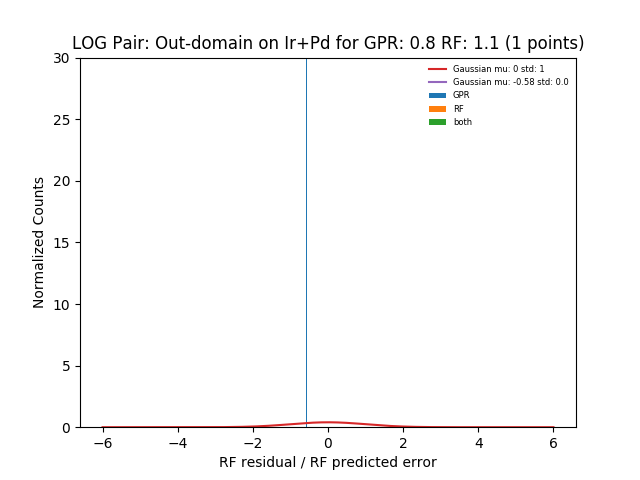 LOG Pair: Out-domain on Ir+Pd for GPR: 0.8 RF: 1.1 (1 points)
Gaussian mu: 0 std: 1
Gaussian mu: -0.58 std: 0.0
GPR
RF
both
Normalized Counts
30
25
20
15
10
5
0
−6 −4 −2 0 2 4 6
RF residual / RF predicted error